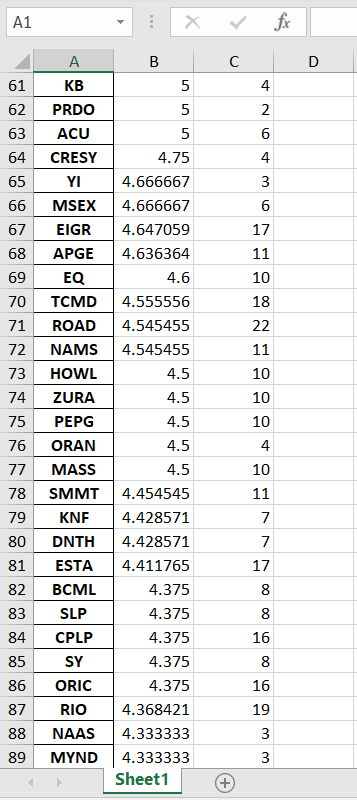 A1 fx
A B C D
61 KB 5 4
62 PRDO 5 2
63 ACU 5 6
64 CRESY 4.75 4
65 YI 4.666667 3
66 MSEX 4.666667 6
67 EIGR 4.647059 17
68 APGE 4.636364 11
69 EQ 4.6 10
70 TCMD 4.555556 18
71 ROAD 4.545455 22
72 NAMS 4.545455 11
73 HOWL 4.5 10
74 ZURA 4.5 10
75 PEPG 4.5 10
76 ORAN 4.5 4
77 MASS 4.5 10
78 SMMT 4.454545 11
79 KNF 4.428571 7
80 DNTH 4.428571 7
81 ESTA 4.411765 17
82 BCML 4.375 8
83 SLP 4.375 8
84 CPLP 4.375 16
85 SY 4.375 8
86 ORIC 4.375 16
87 RIO 4.368421 19
88 NAAS 4.333333 3
89 MYND 4.333333 3
Sheet1